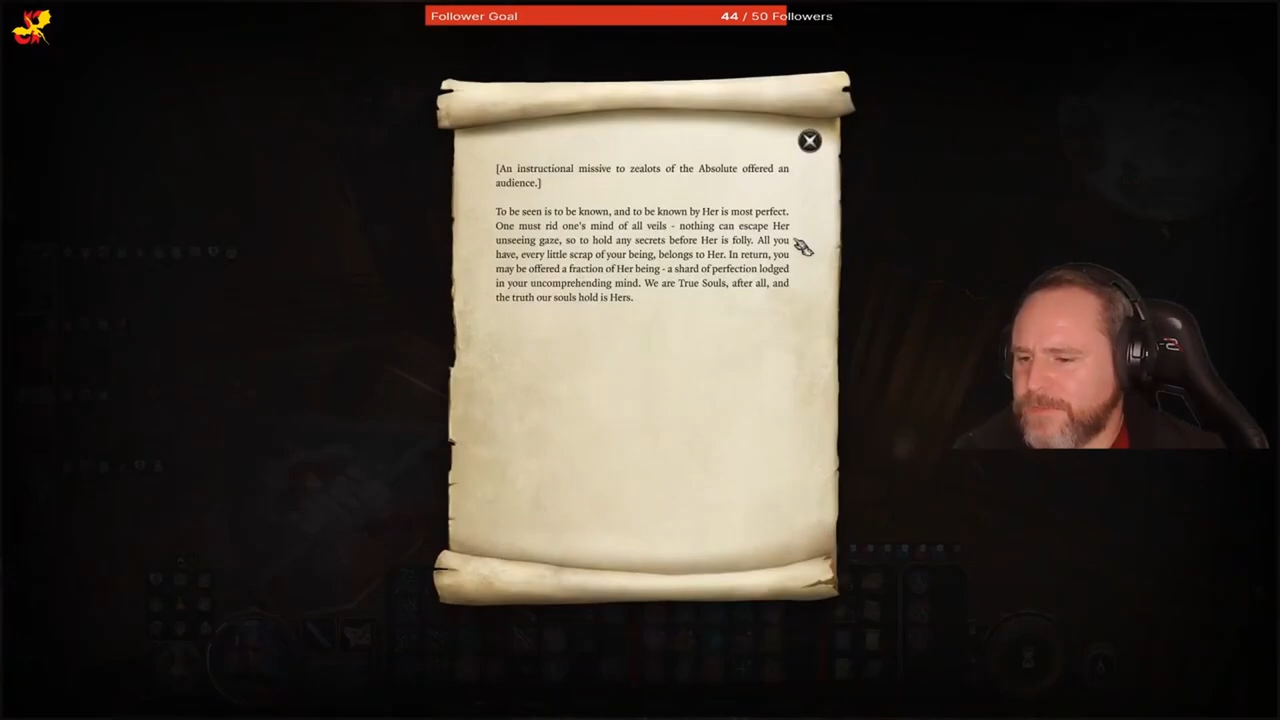 Follower Goal
44 / 50 Followers
[An instructional missive to zealots of the Absolute offered an
audience.]
To be seen is to be known, and to be known by Her is most perfect.
One must rid one's mind of all veils - nothing can escape Her
unseeing gaze, so to hold any secrets before Her is folly. All you
have, every little scrap of your being, belongs to Her. In return, you
may be offered a fraction of Her being - a shard of perfection lodged
in your uncomprehending mind. We are True Souls, after all, and
the truth our souls hold is Hers.